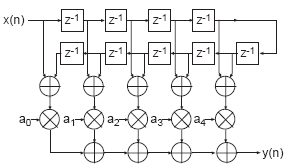 x(n) z⁻¹ z⁻¹ z⁻¹ z⁻¹
z⁻¹ z⁻¹ z⁻¹ z⁻¹ z⁻¹
a₀ a₁ a₂ a₃ a₄
y(n)